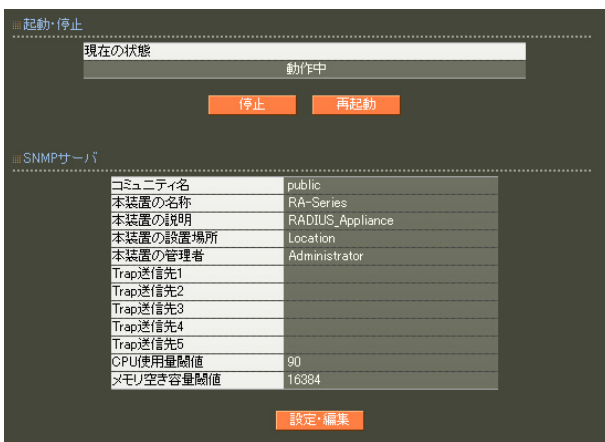 起動・停止
現在の状態
動作中
停止 再起動
SNMPサーバ
コミュニティ名 public
本装置の名称 RA-Series
本装置の説明 RADIUS_Appliance
本装置の設置場所 Location
本装置の管理者 Administrator
Trap送信先1
Trap送信先2
Trap送信先3
Trap送信先4
Trap送信先5
CPU使用量閾値 90
メモリ空き容量閾値 16384
設定・編集